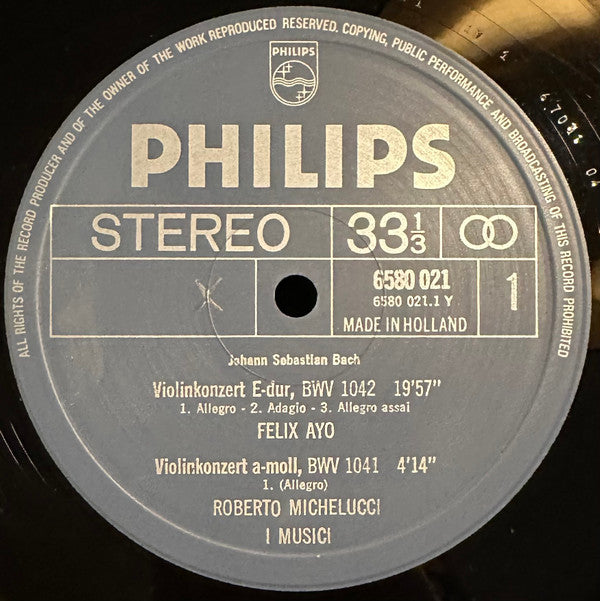 ALL RIGHTS OF THE RECORD PRODUCER AND OF THE OWNER OF THE WORK REPRODUCED RESERVED. COPYING, PUBLIC PERFORMANCE AND BROADCASTING OF THIS RECORD PROHIBITED
PHILIPS
PHILIPS
STEREO 33⅓
6580 021
6580 021.1 Y
MADE IN HOLLAND
1
Johann Sebastian Bach
Violinkonzert E-dur, BWV 1042 19'57"
1. Allegro - 2. Adagio - 3. Allegro assai
FELIX AYO
Violinkonzert a-moll, BWV 1041 4'14"
1. (Allegro)
ROBERTO MICHELUCCI
I MUSICI